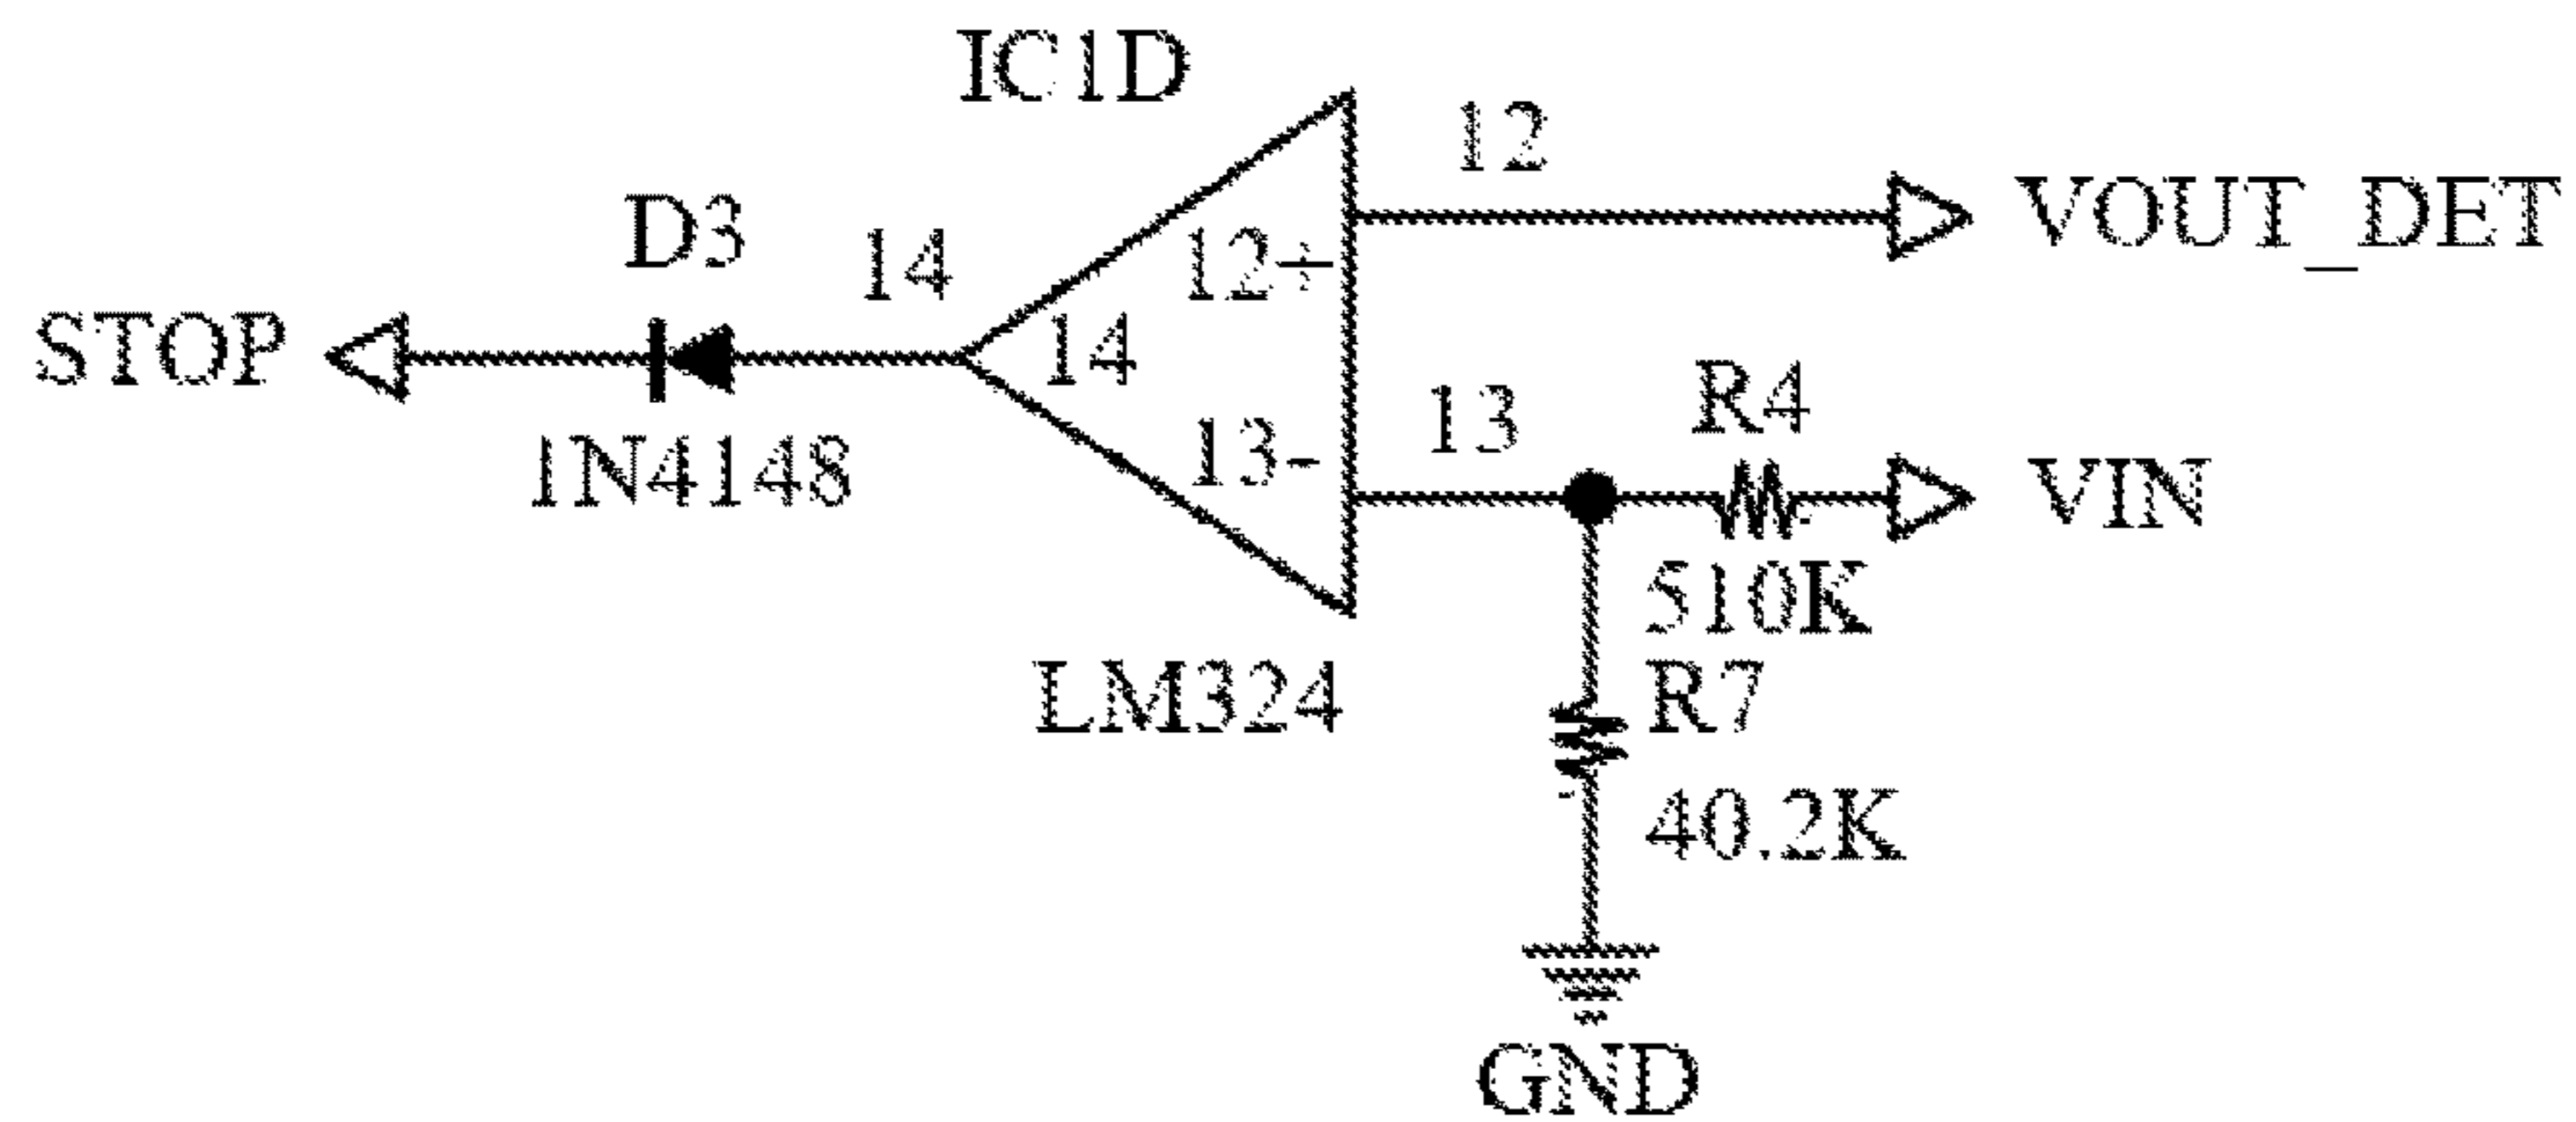 IC1D
12
VOUT_DET
D3
14
12+
STOP
14
1N4148
13-
13
R4
VIN
510K
LM324
R7
40.2K
GND